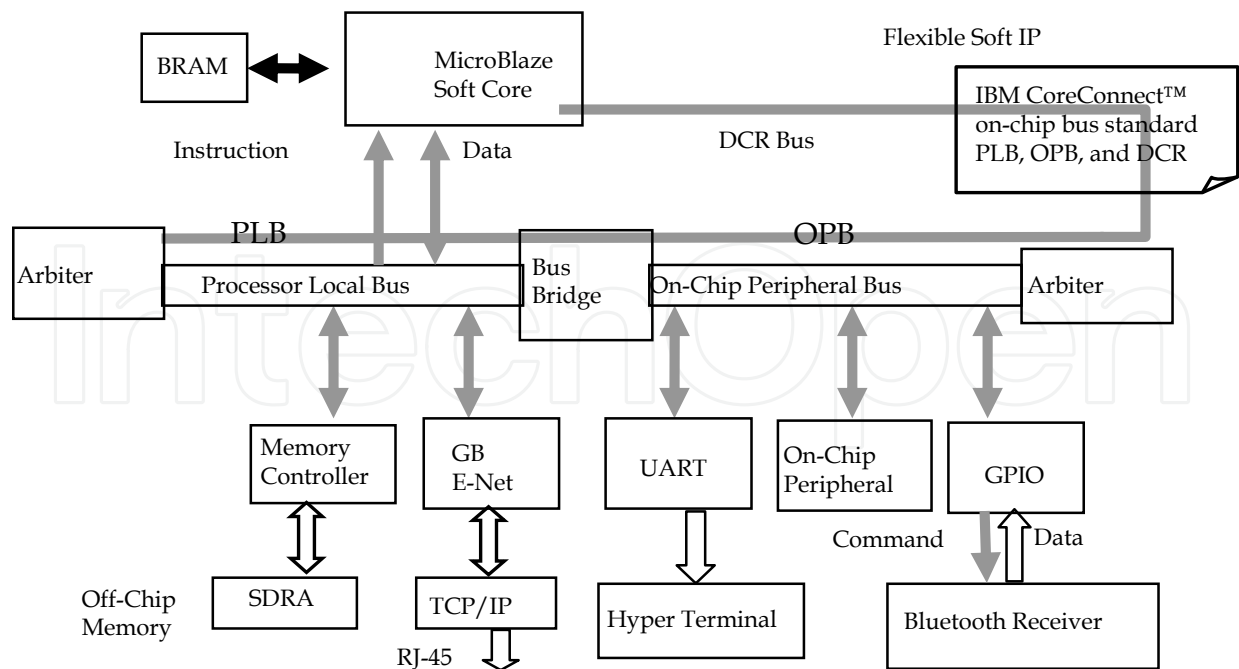 Flexible Soft IP
BRAM
MicroBlaze
Soft Core
IBM CoreConnect™
on-chip bus standard
PLB, OPB, and DCR
Instruction
Data
DCR Bus
PLB
OPB
Arbiter
Processor Local Bus
Bus
Bridge
On-Chip Peripheral Bus
Arbiter
IntechOpen
Memory
Controller
GB
E-Net
UART
On-Chip
Peripheral
GPIO
Command
Data
Off-Chip
Memory
SDRA
TCP/IP
Hyper Terminal
Bluetooth Receiver
RJ-45